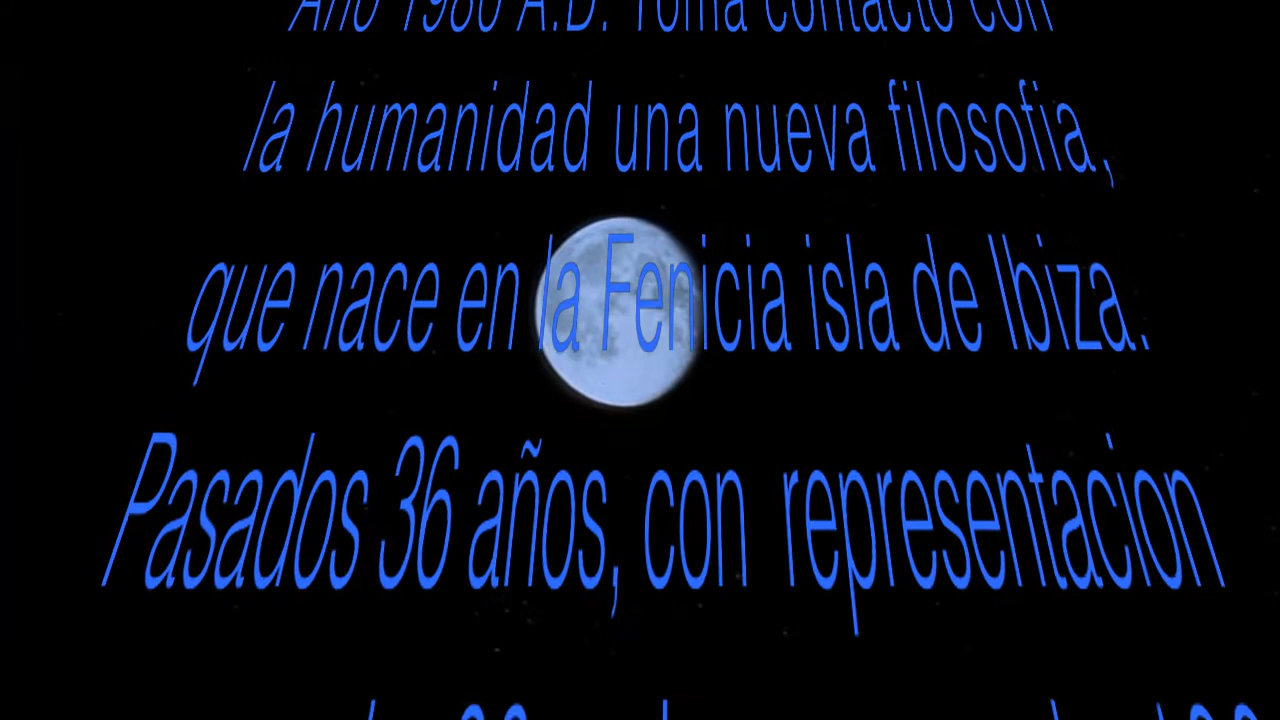 Año 1980 A.D. Toma contacto con
la humanidad una nueva filosofia,
que nace en la Fenicia isla de Ibiza.
Pasados 36 años, con representacion